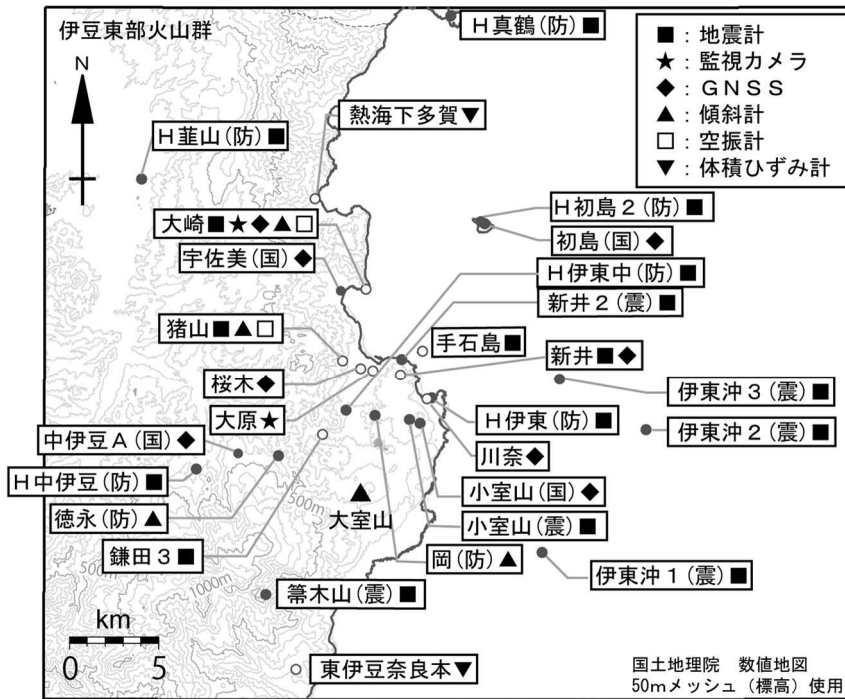 伊豆東部火山群
N
H真鶴(防)■
■：地震計
★：監視カメラ
◆：GNSS
▲：傾斜計
□：空振計
▼：体積ひずみ計
熱海下多賀▼
H韮山(防)■
H初島2(防)■
大崎■★◆▲□
初島(国)◆
宇佐美(国)◆
H伊東中(防)■
新井2(震)■
猪山■▲□
手石島■
新井■◆
桜木◆
伊東沖3(震)■
大原★
H伊東(防)■
伊東沖2(震)■
中伊豆A(国)◆
川奈◆
H中伊豆(防)■
小室山(国)◆
500m
徳永(防)▲
大室山
小室山(震)■
鎌田3■
岡(防)▲
500m
1000m
伊東沖1(震)■
箒木山(震)■
km
0 5
東伊豆奈良本▼
国土地理院 数値地図
50mメッシュ(標高)使用